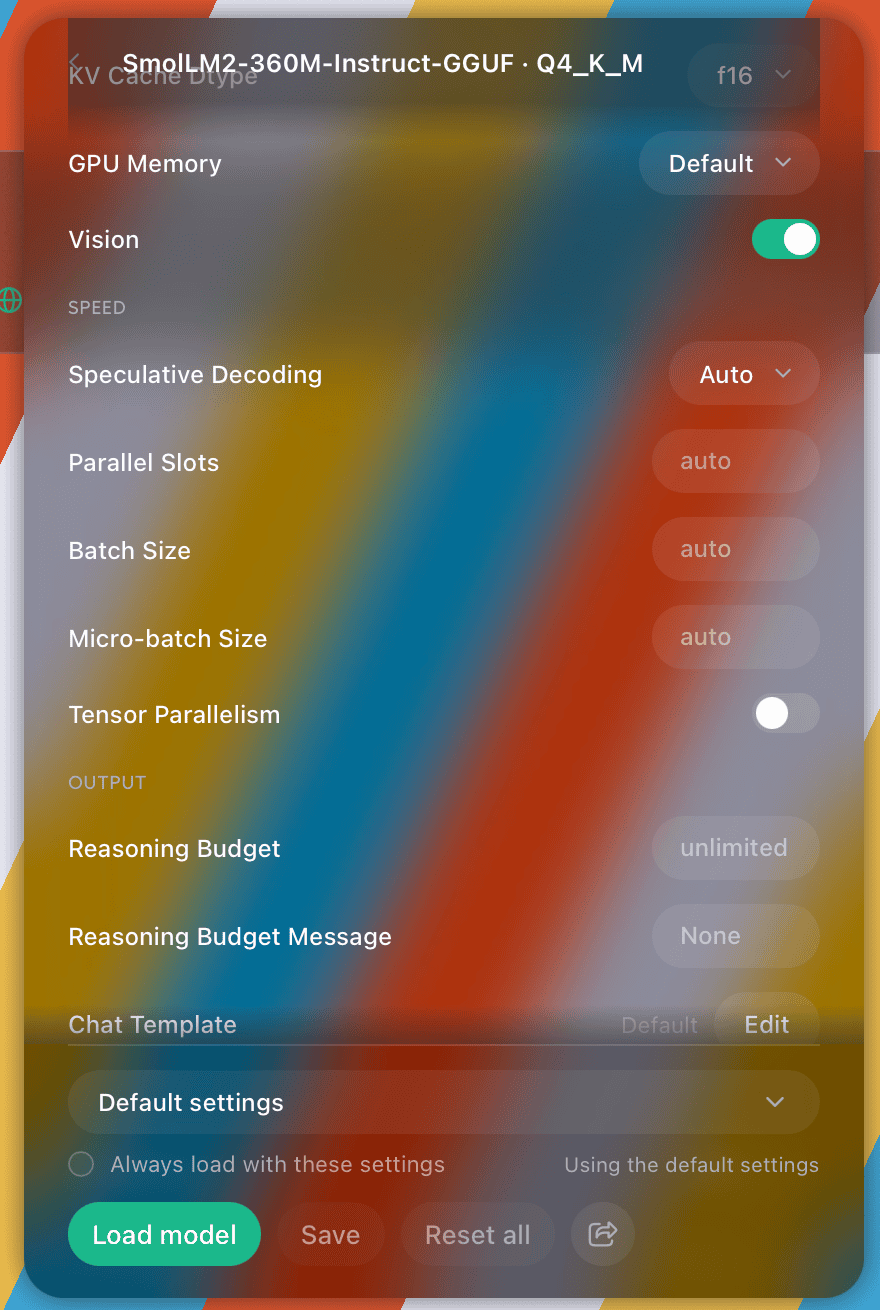 SmolLM2-360M-Instruct-GGUF · Q4_K_M
KV Cache Dtype f16
GPU Memory Default
Vision
SPEED
Speculative Decoding Auto
Parallel Slots auto
Batch Size auto
Micro-batch Size auto
Tensor Parallelism
OUTPUT
Reasoning Budget unlimited
Reasoning Budget Message None
Chat Template Default Edit
Default settings
Always load with these settings Using the default settings
Load model Save Reset all